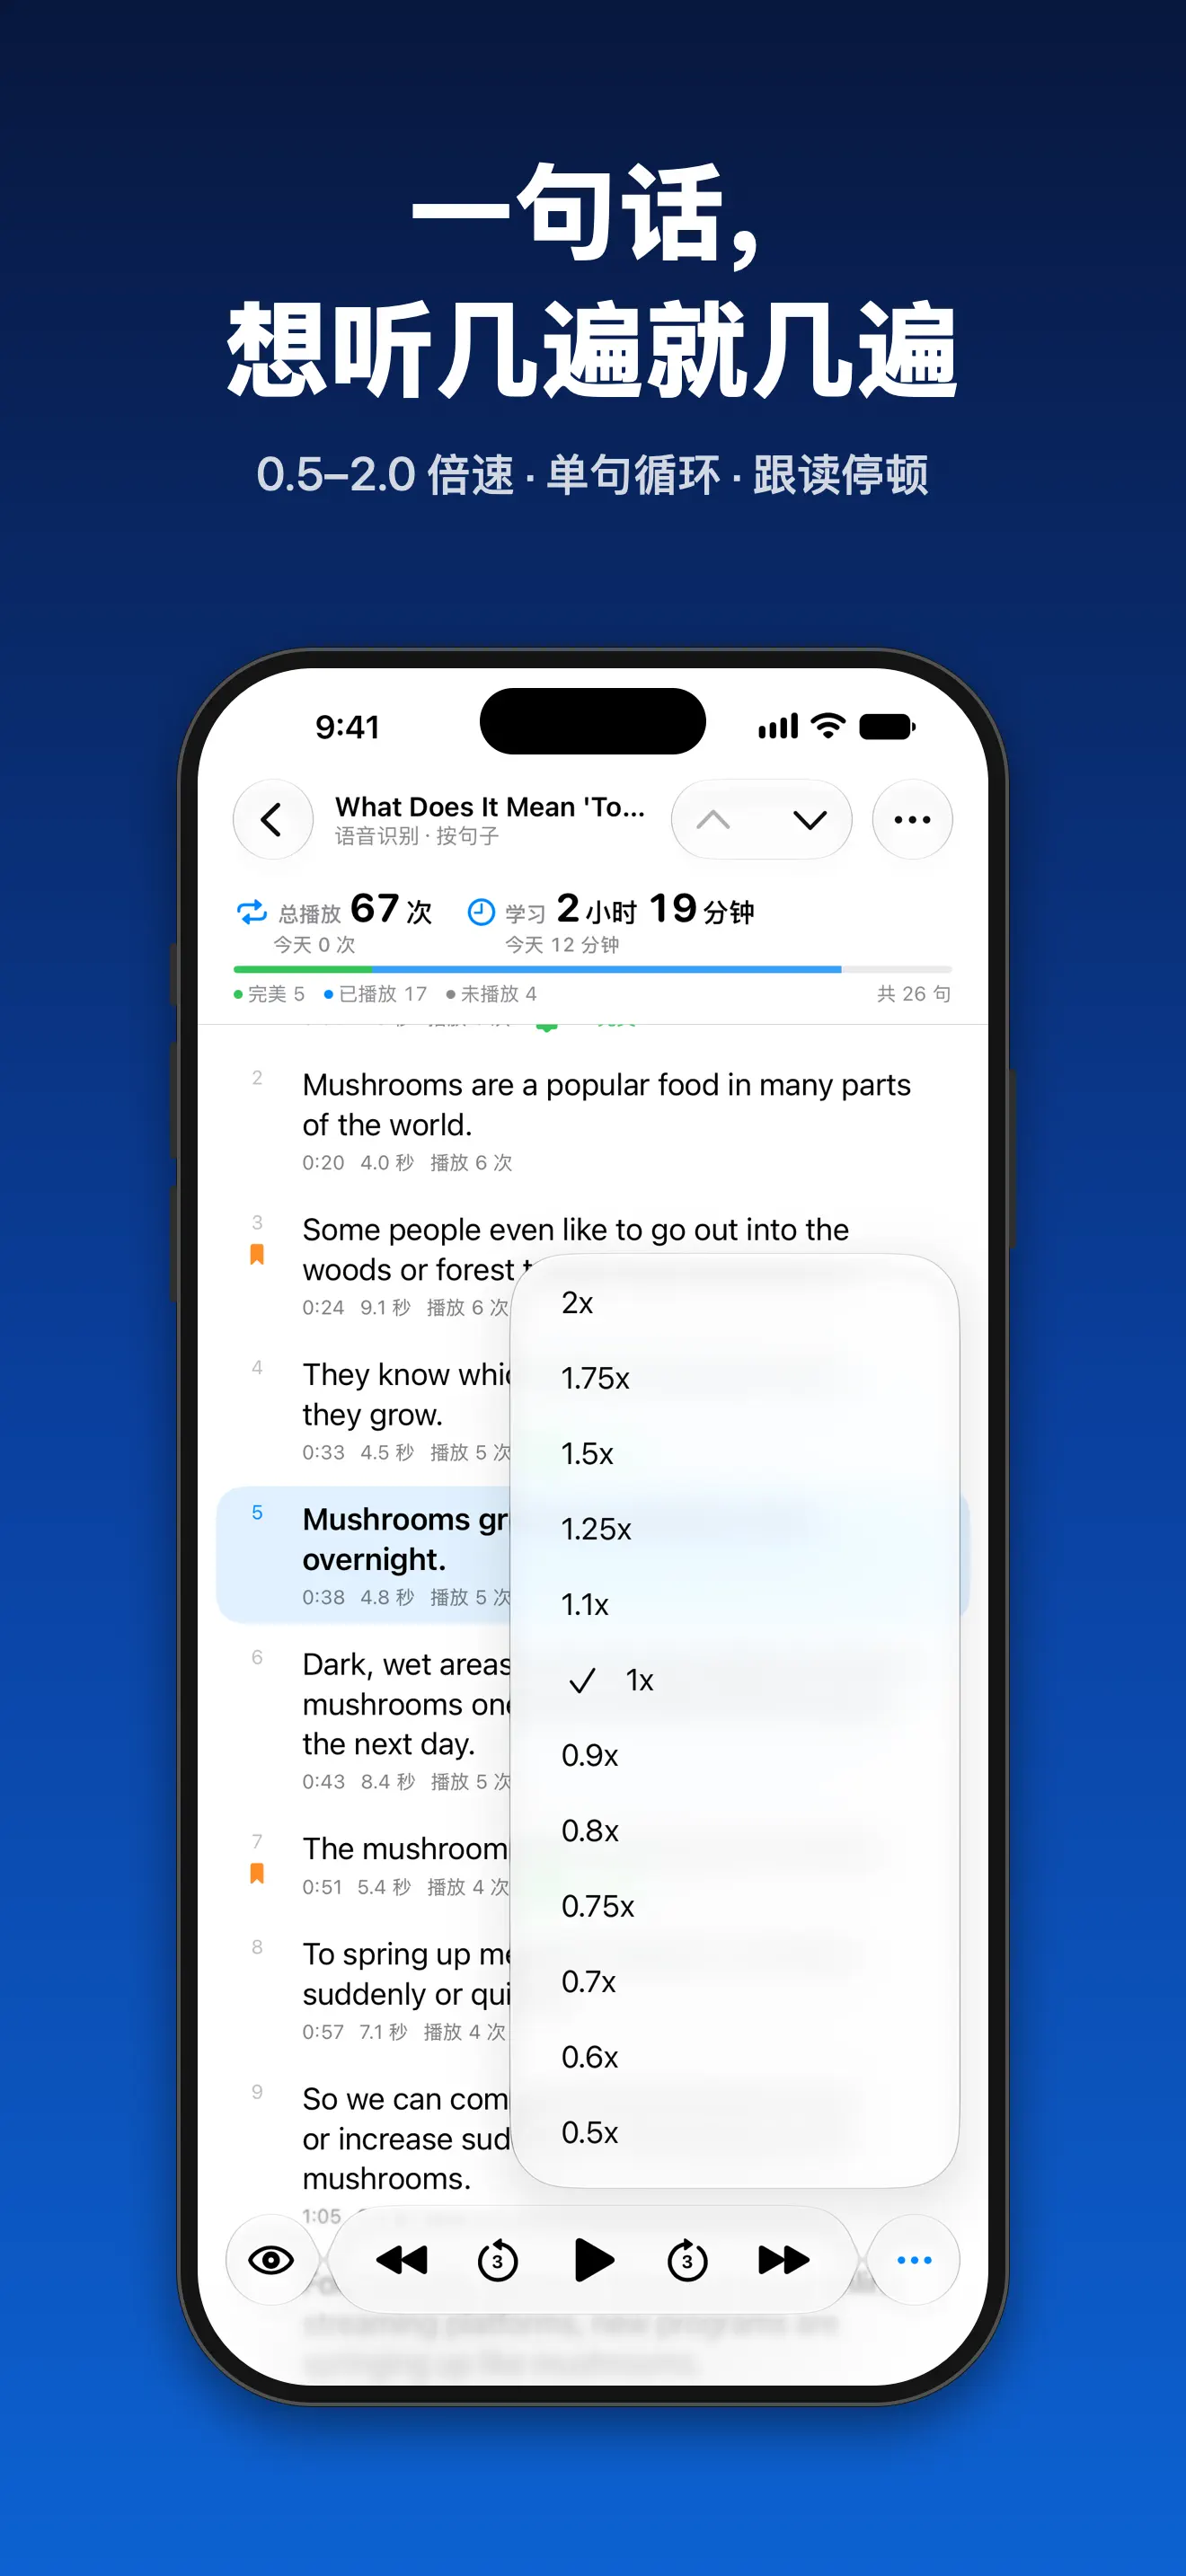 一句话，
想听几遍就几遍
0.5–2.0 倍速 · 单句循环 · 跟读停顿
9:41
What Does It Mean 'To...
语音识别 · 按句子
总播放 67 次 学习 2 小时 19 分钟
今天 0 次 今天 12 分钟
完美 5 已播放 17 未播放 4 共 26 句
2
Mushrooms are a popular food in many parts
of the world.
0:20 4.0 秒 播放 6 次
3
Some people even like to go out into the
woods or forest
0:24 9.1 秒 播放 6 次
4
They know
they grow.
0:33 4.5 秒 播放 5 次
5
Mushrooms
overnight.
0:38 4.8 秒 播放 5 次
6
Dark, wet areas
mushrooms
the next day.
0:43 8.4 秒 播放 5 次
7
The mushroom
0:51 5.4 秒 播放 4 次
8
To spring up
suddenly or
0:57 7.1 秒 播放 4 次
9
So we can
or increase
mushrooms.
1:05
2x
1.75x
1.5x
1.25x
1.1x
1x
0.9x
0.8x
0.75x
0.7x
0.6x
0.5x
3 3
streaming platforms, new programs are
springing up like mushrooms.